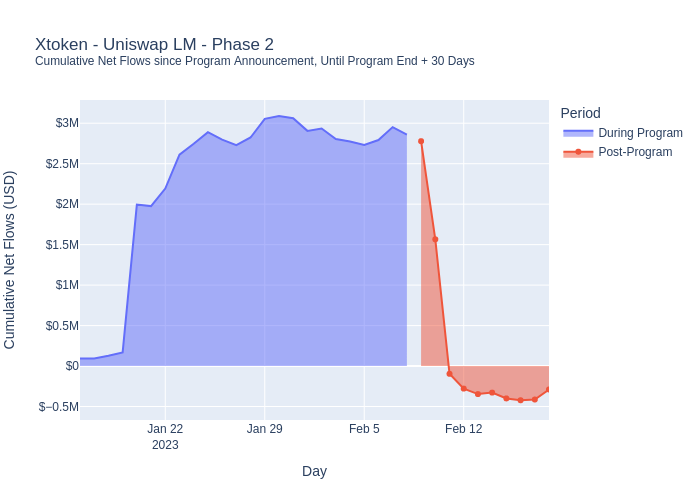 Xtoken - Uniswap LM - Phase 2
Cumulative Net Flows since Program Announcement, Until Program End + 30 Days
Period
During Program
Post-Program
Cumulative Net Flows (USD)
$3M
$2.5M
$2M
$1.5M
$1M
$0.5M
$0
$−0.5M
Jan 22
2023
Jan 29
Feb 5
Feb 12
Day